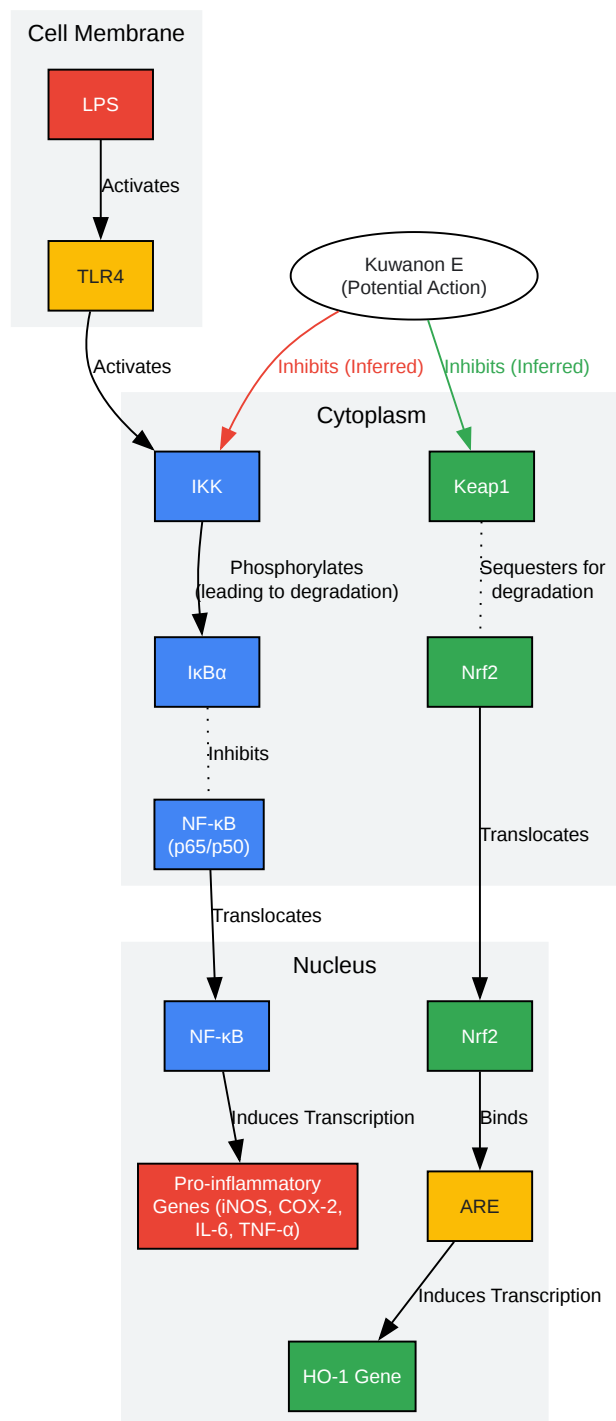 Cell Membrane
LPS
Activates
TLR4
Kuwanon E
(Potential Action)
Activates
Inhibits (Inferred)
Inhibits (Inferred)
Cytoplasm
IKK
Keap1
Phosphorylates
(leading to degradation)
Sequesters for
degradation
IκBα
Nrf2
Inhibits
NF-κB
(p65/p50)
Translocates
Translocates
Nucleus
NF-κB
Nrf2
Induces Transcription
Binds
Pro-inflammatory
Genes (iNOS, COX-2,
IL-6, TNF-α)
ARE
Induces Transcription
HO-1 Gene